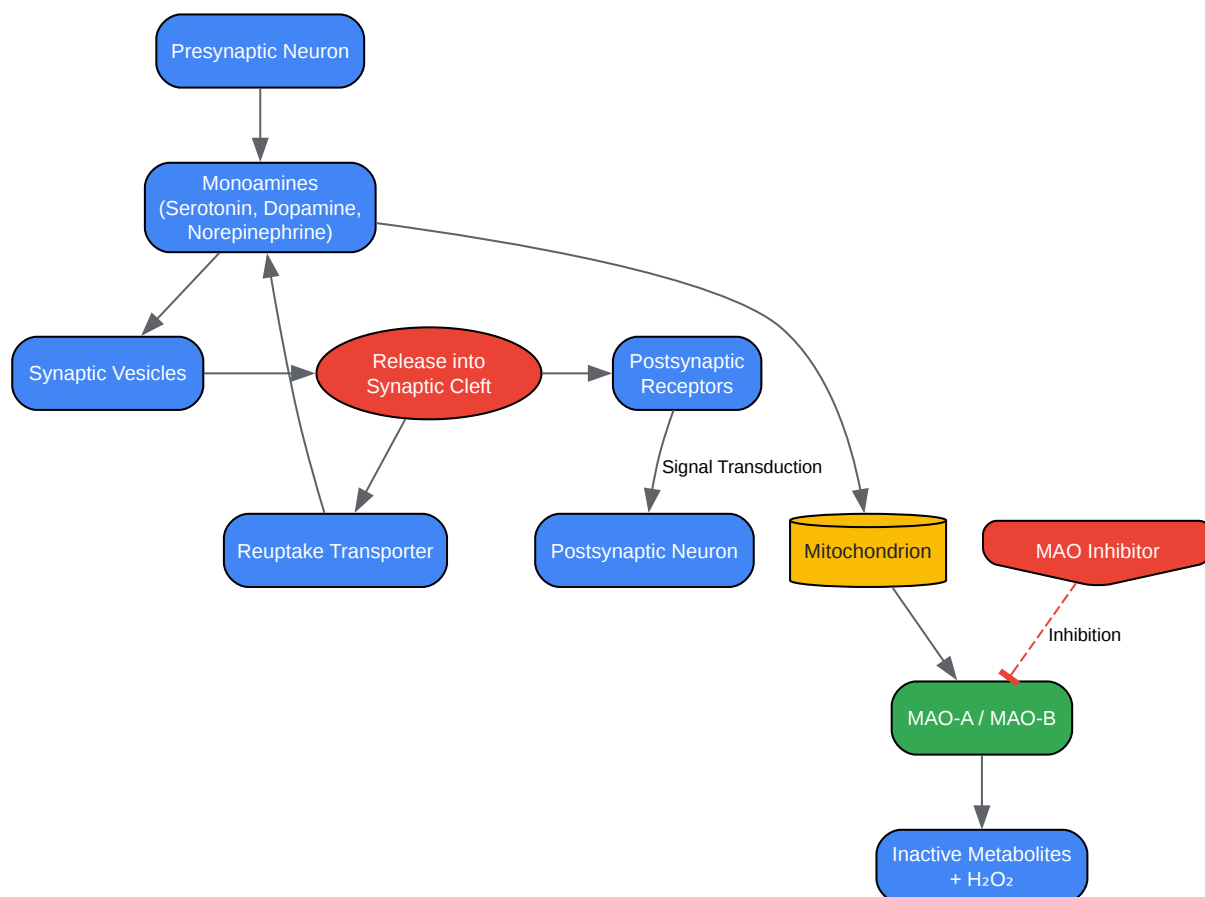 Presynaptic Neuron
Monoamines
(Serotonin, Dopamine,
Norepinephrine)
Synaptic Vesicles
Release into
Synaptic Cleft
Postsynaptic
Receptors
Signal Transduction
Reuptake Transporter
Postsynaptic Neuron
Mitochondrion
MAO Inhibitor
Inhibition
MAO-A / MAO-B
Inactive Metabolites
+ H₂O₂